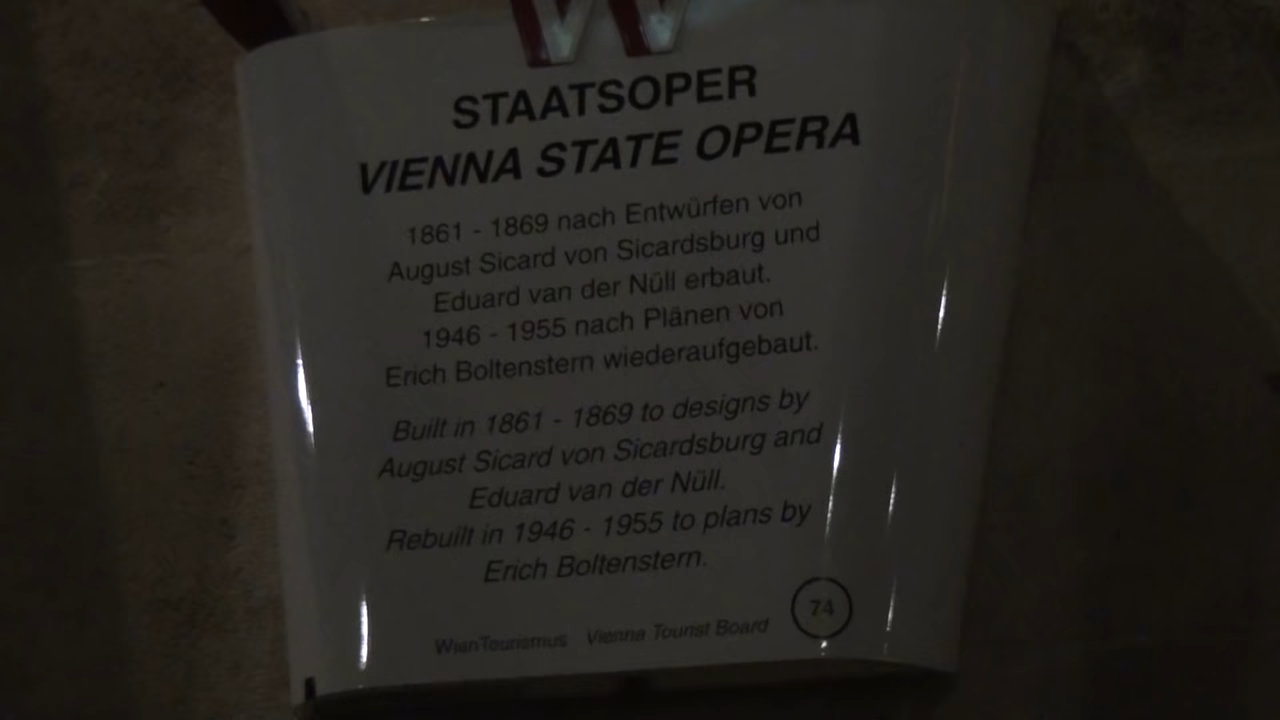 W
STAATSOPER
VIENNA STATE OPERA
1861 - 1869 nach Entwürfen von
August Sicard von Sicardsburg und
Eduard van der Nüll erbaut.
1946 - 1955 nach Plänen von
Erich Boltenstern wiederaufgebaut.
Built in 1861 - 1869 to designs by
August Sicard von Sicardsburg and
Eduard van der Nüll.
Rebuilt in 1946 - 1955 to plans by
Erich Boltenstern.
WienTourismus Vienna Tourist Board 74